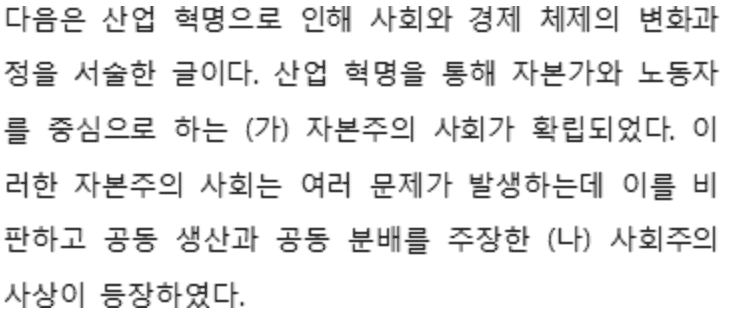 다음은 산업 혁명으로 인해 사회와 경제 체제의 변화과
정을 서술한 글이다. 산업 혁명을 통해 자본가와 노동자
를 중심으로 하는 (가) 자본주의 사회가 확립되었다. 이
러한 자본주의 사회는 여러 문제가 발생하는데 이를 비
판하고 공동 생산과 공동 분배를 주장한 (나) 사회주의
사상이 등장하였다.